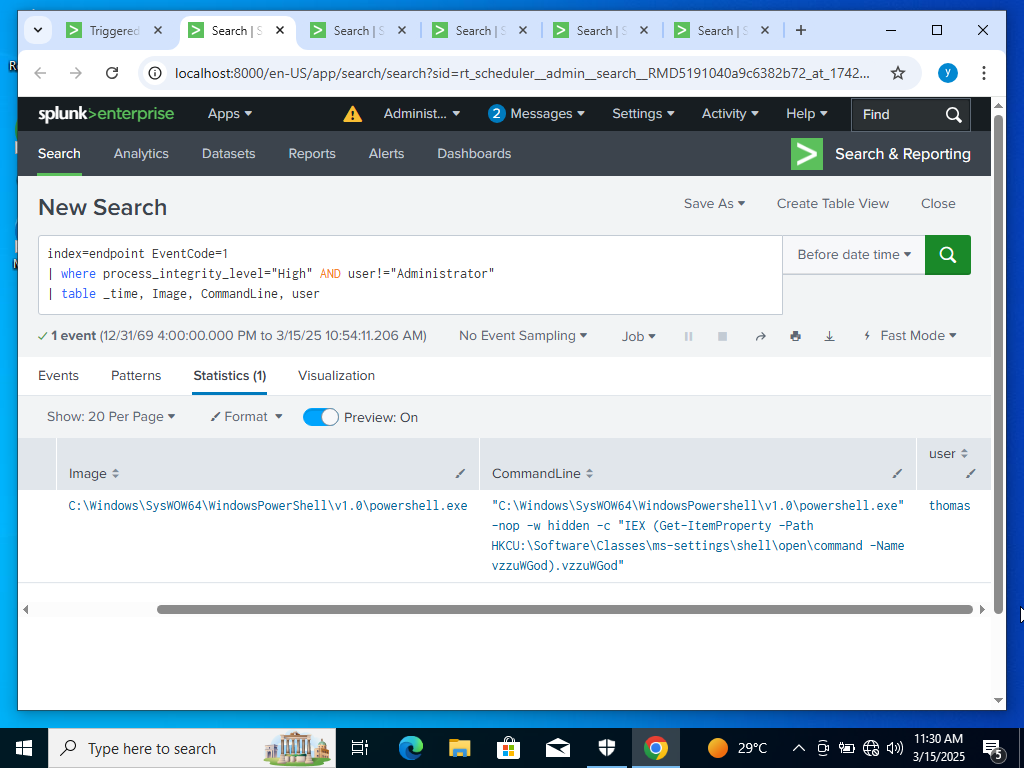 Triggered
Search | S
Search | S
Search | S
Search | S
Search | S
localhost:8000/en-US/app/search/search?sid=rt_scheduler__admin__search__RMD5191040a9c6382b72_at_1742...
y
splunk>enterprise
Apps
Administ...
2 Messages
Settings
Activity
Help
Find
Search
Analytics
Datasets
Reports
Alerts
Dashboards
Search & Reporting
New Search
Save As
Create Table View
Close
index=endpoint EventCode=1
| where process_integrity_level="High" AND user!="Administrator"
| table _time, Image, CommandLine, user
Before date time
✓ 1 event (12/31/69 4:00:00.000 PM to 3/15/25 10:54:11.206 AM)
No Event Sampling
Job
Fast Mode
Events
Patterns
Statistics (1)
Visualization
Show: 20 Per Page
Format
Preview: On
Image
CommandLine
user
C:\Windows\SysWOW64\WindowsPowerShell\v1.0\powershell.exe
"C:\Windows\SysWOW64\WindowsPowershell\v1.0\powershell.exe"
-nop -w hidden -c "IEX (Get-ItemProperty -Path
HKCU:\Software\Classes\ms-settings\shell\open\command -Name
vzzuWGod).vzzuWGod"
thomas
Type here to search
29°C
11:30 AM
3/15/2025
5